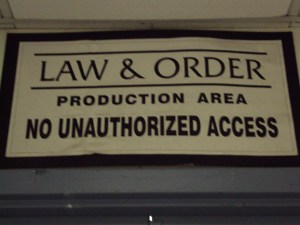 LAW & ORDER
PRODUCTION AREA
NO UNAUTHORIZED ACCESS